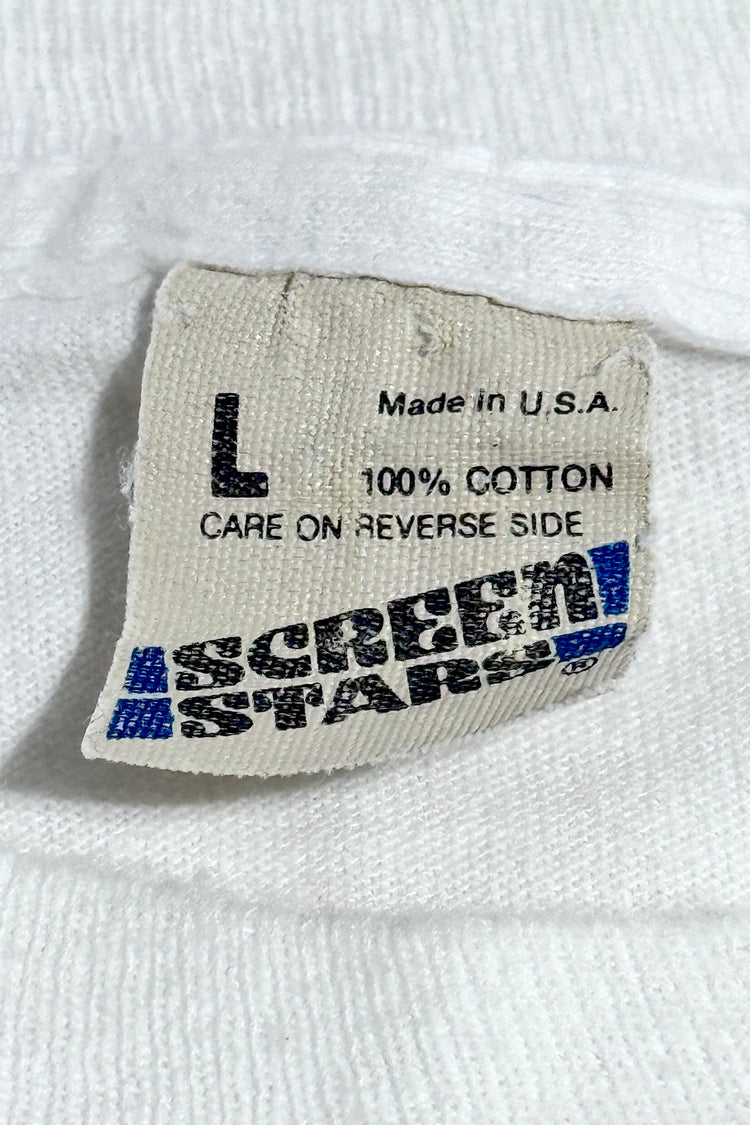 L
Made in U.S.A.
100% COTTON
CARE ON REVERSE SIDE
SCREEN
STARS®